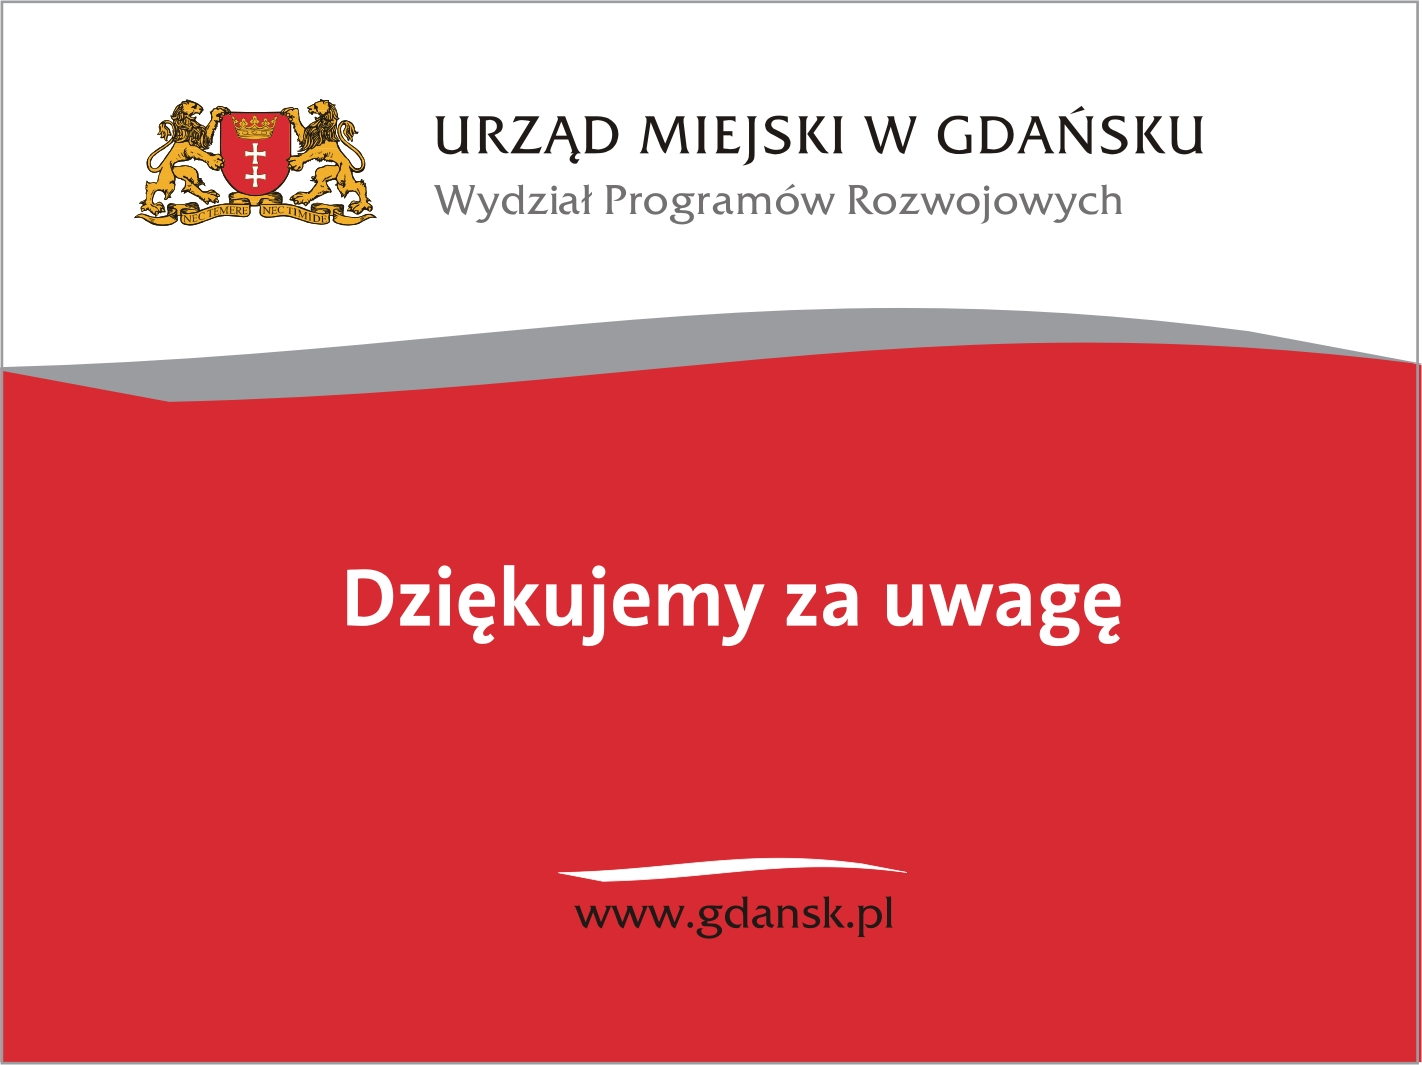 URZĄD MIEJSKI W GDAŃSKU
Wydział Programów Rozwojowych
NEC TEMERE NEC TIMIDE
Dziękujemy za uwagę
www.gdansk.pl